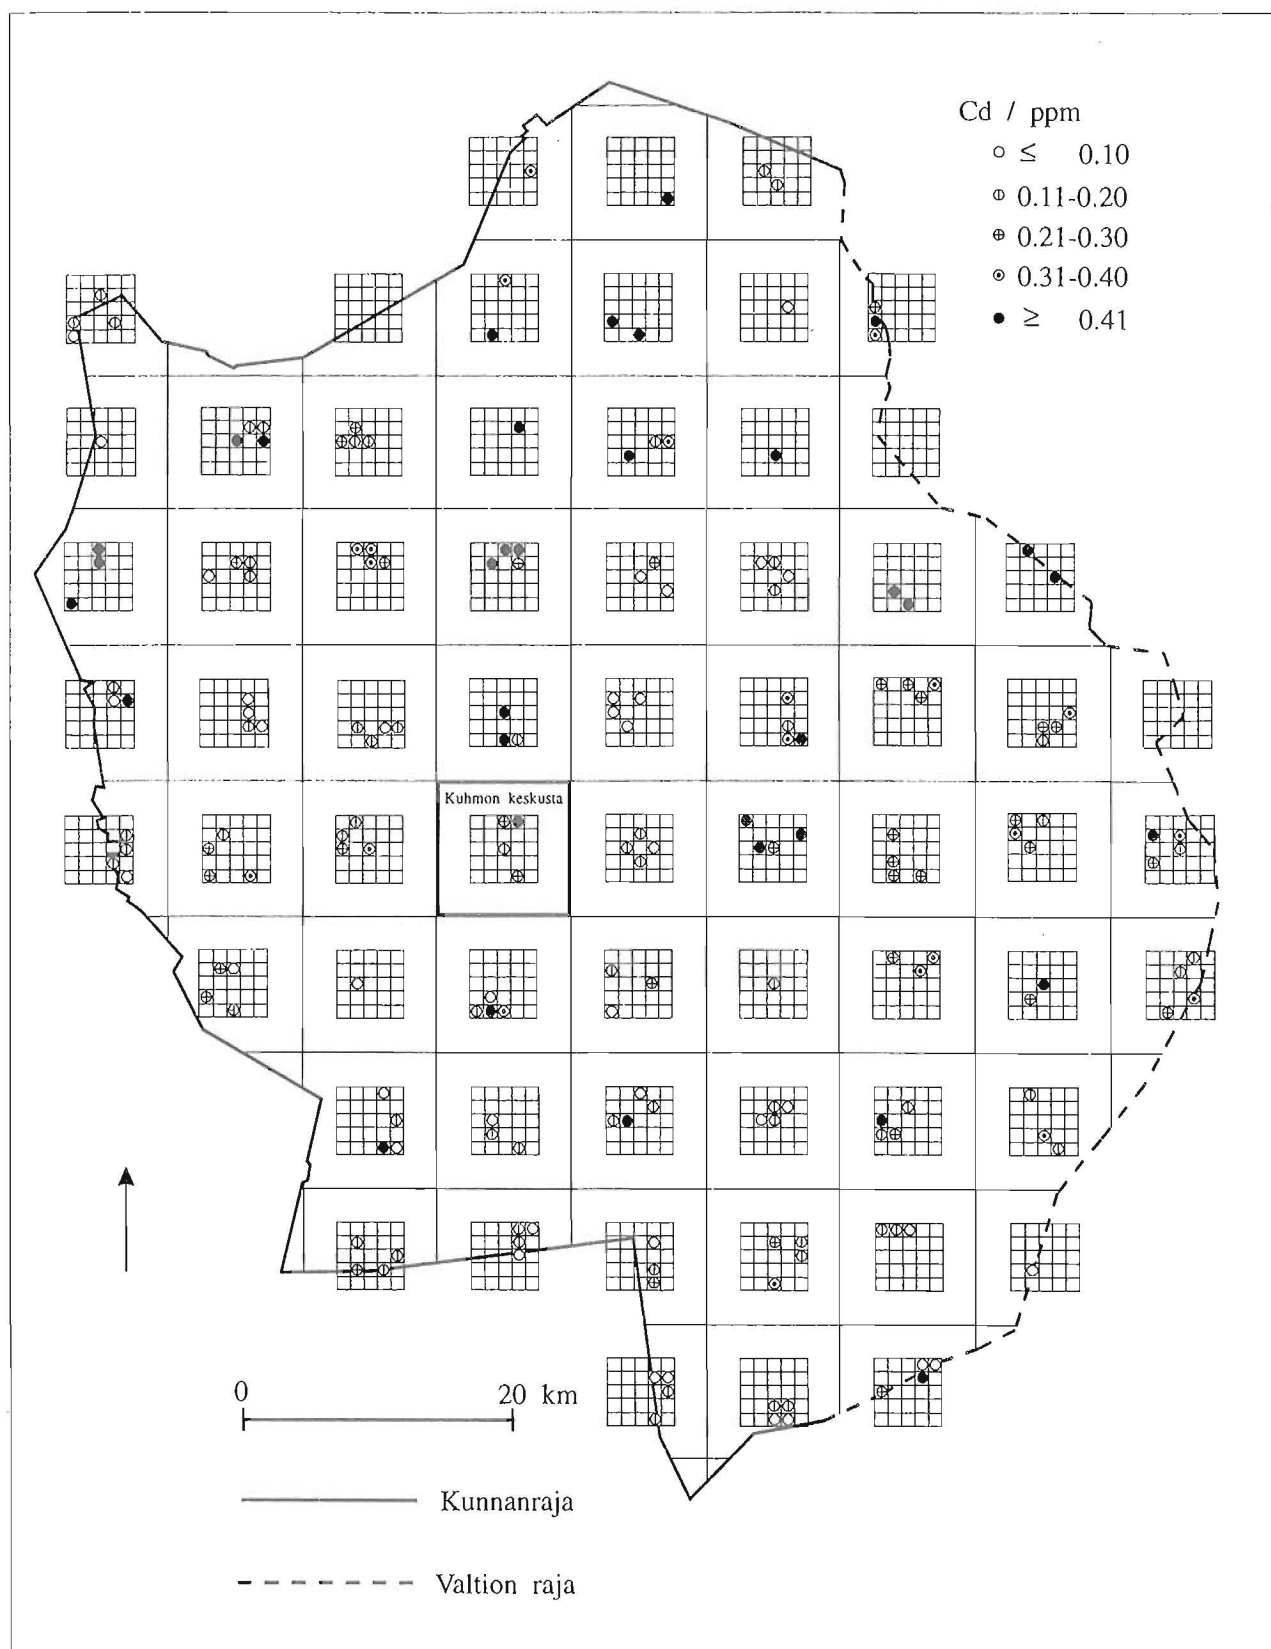 Cd / ppm
○ ≤ 0.10
⦶ 0.11-0.20
⊕ 0.21-0.30
⊙ 0.31-0.40
● ≥ 0.41
Kuhmon keskusta
0 20 km
Kunnanraja
Valtion raja